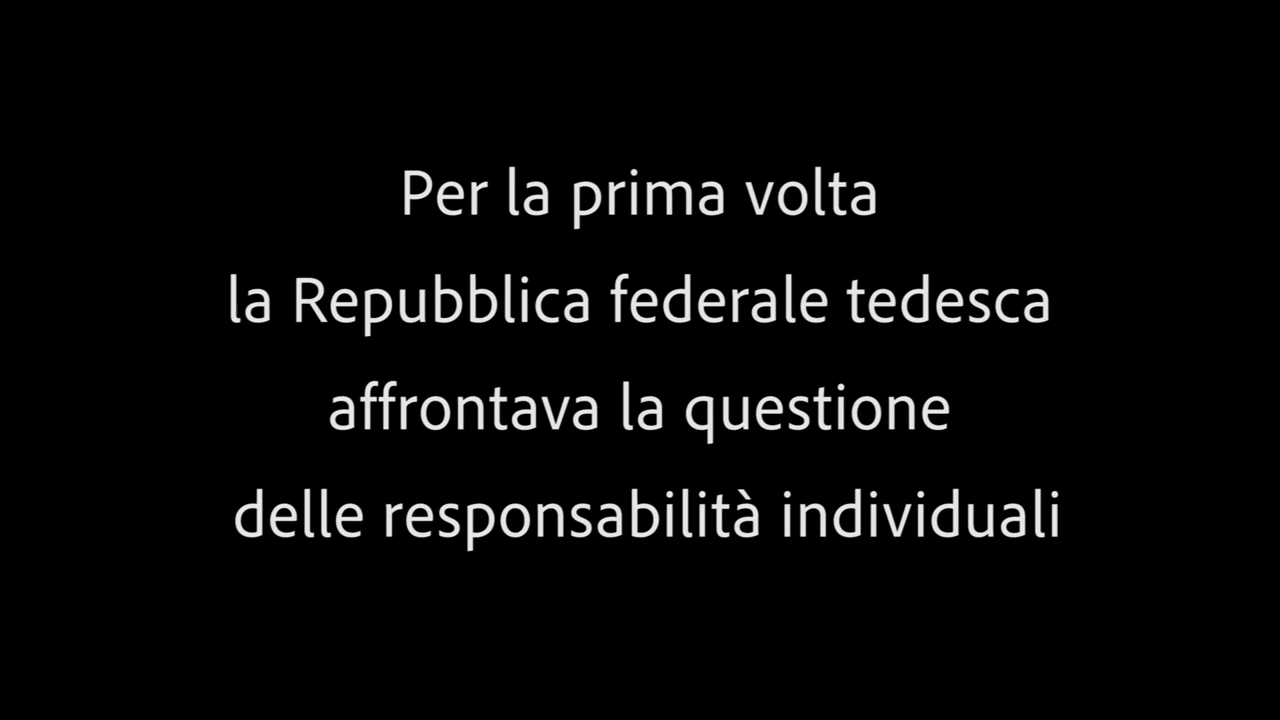 Per la prima volta
la Repubblica federale tedesca
affrontava la questione
delle responsabilità individuali